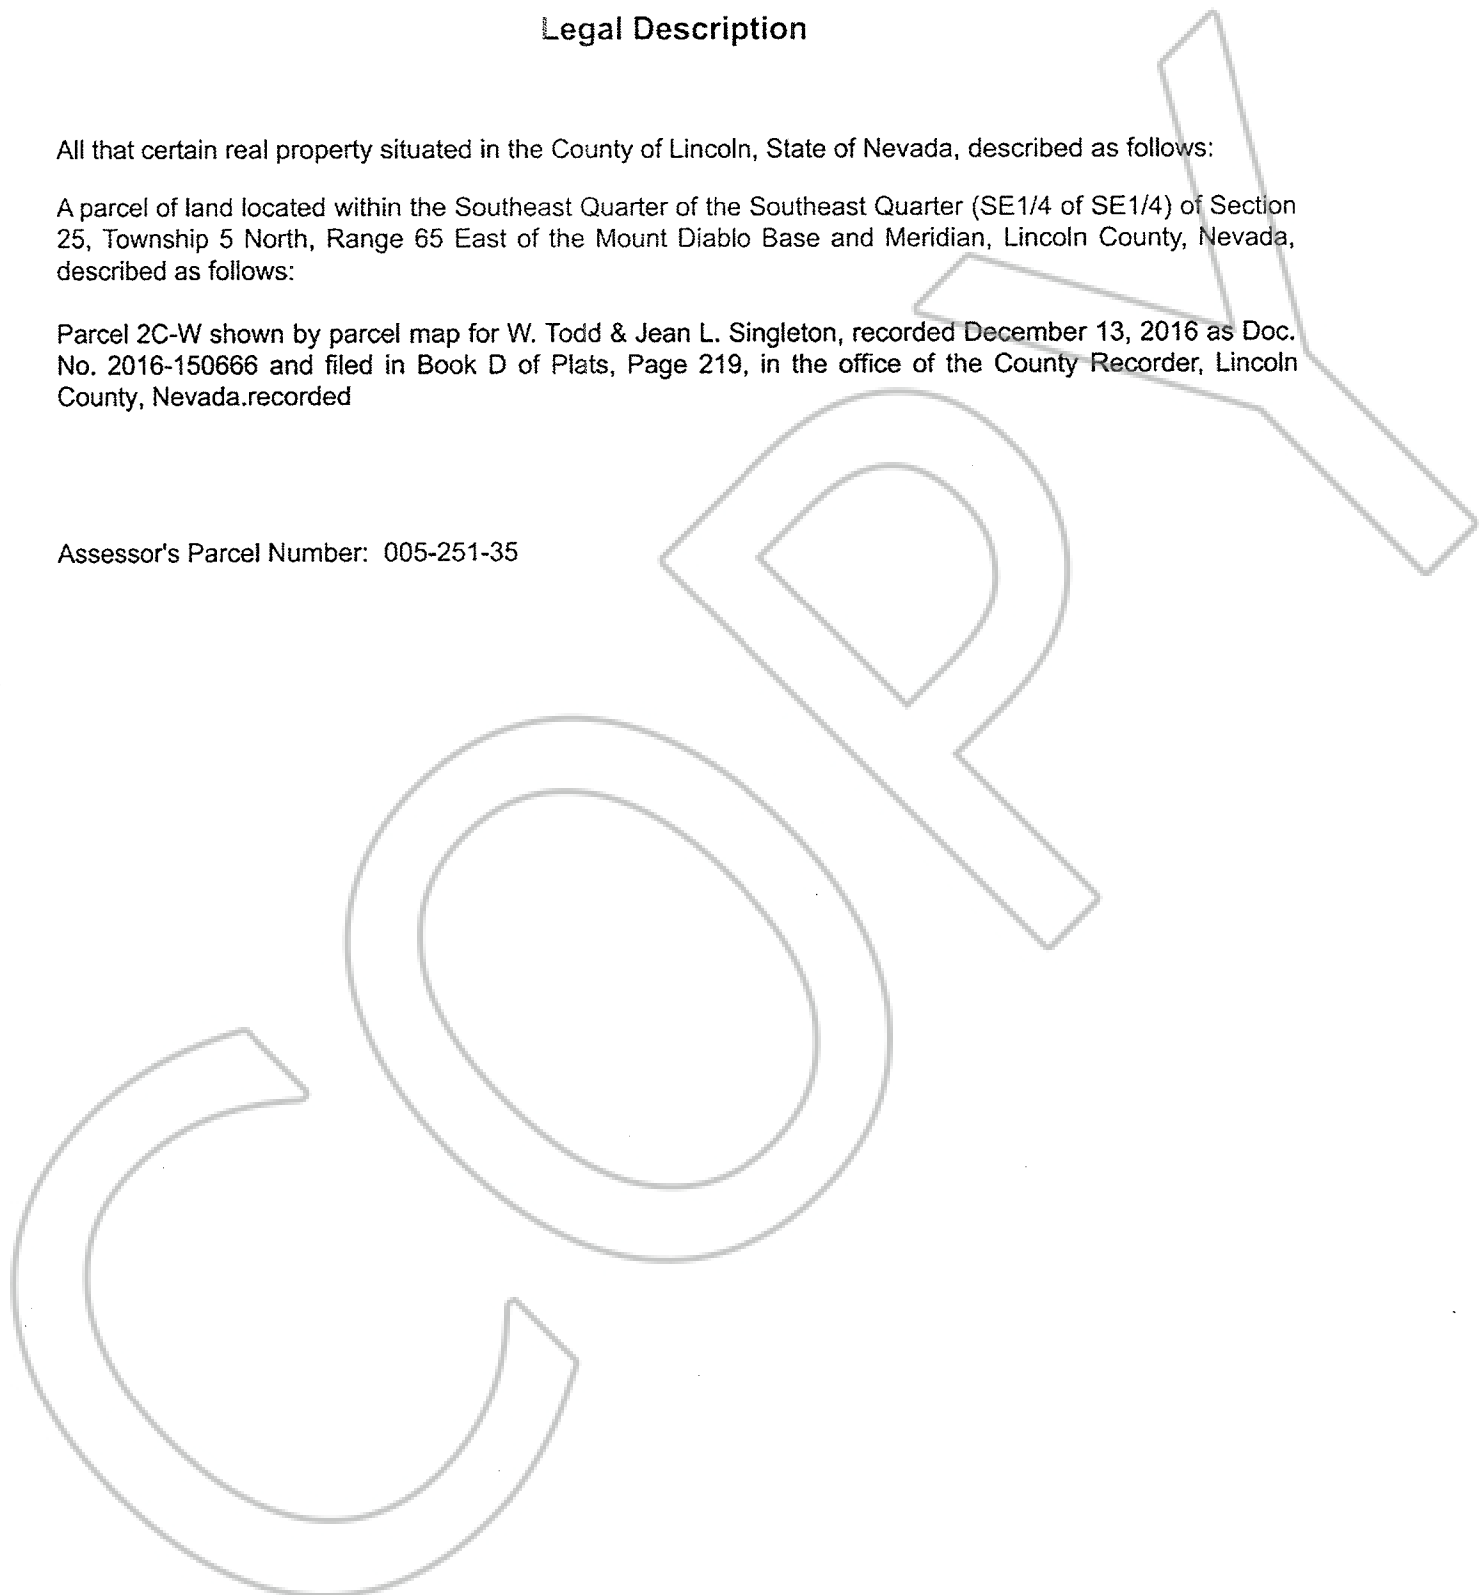 Legal Description
All that certain real property situated in the County of Lincoln, State of Nevada, described as follows:
A parcel of land located within the Southeast Quarter of the Southeast Quarter (SE1/4 of SE1/4) of Section
25, Township 5 North, Range 65 East of the Mount Diablo Base and Meridian, Lincoln County, Nevada,
described as follows:
Parcel 2C-W shown by parcel map for W. Todd & Jean L. Singleton, recorded December 13, 2016 as Doc.
No. 2016-150666 and filed in Book D of Plats, Page 219, in the office of the County Recorder, Lincoln
County, Nevada.recorded
Assessor's Parcel Number: 005-251-35
COPY